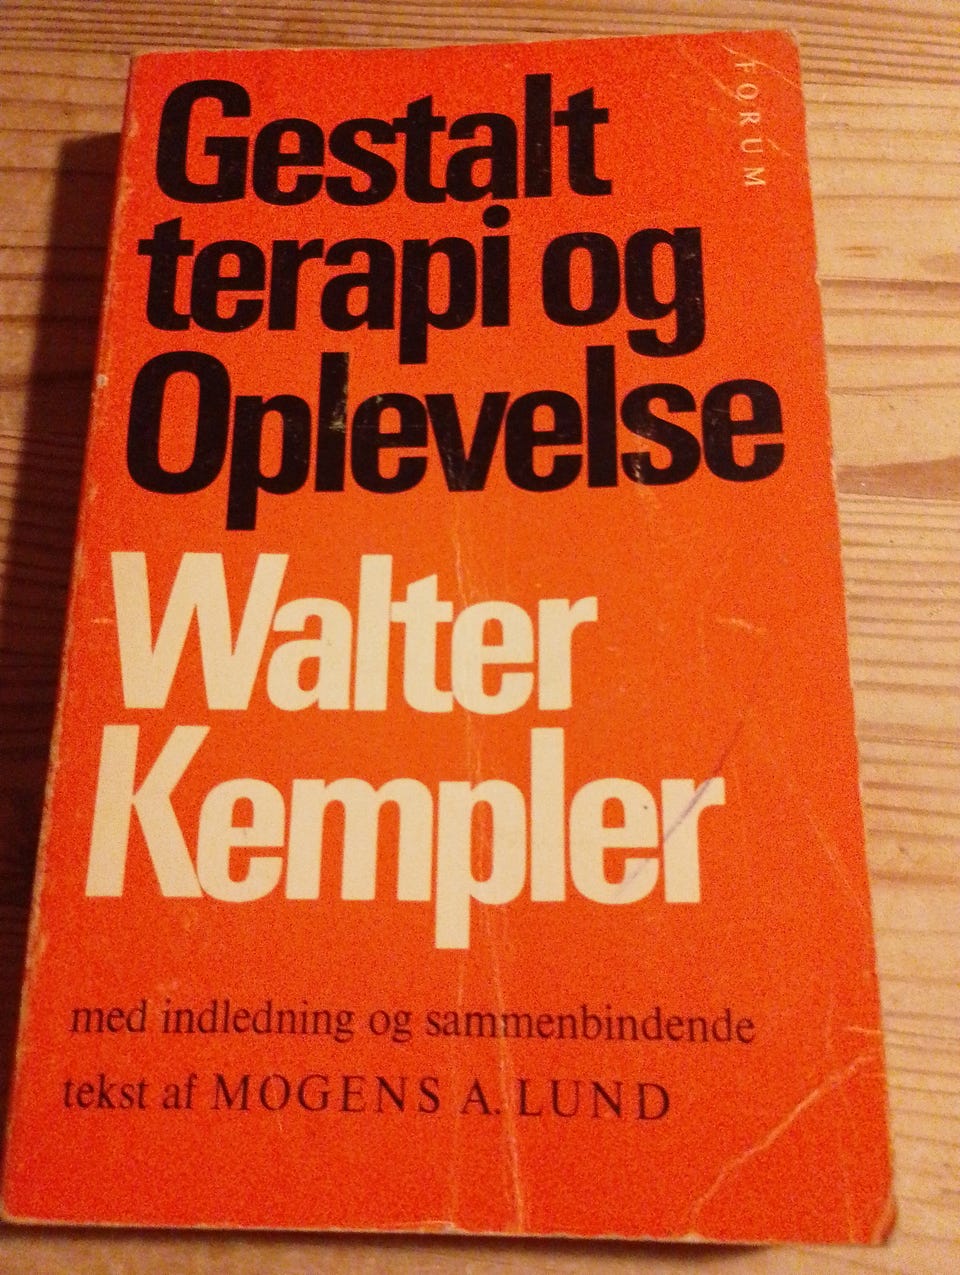 FORUM
Gestalt
terapi og
Oplevelse
Walter
Kempler
med indledning og sammenbindende
tekst af MOGENS A. LUND